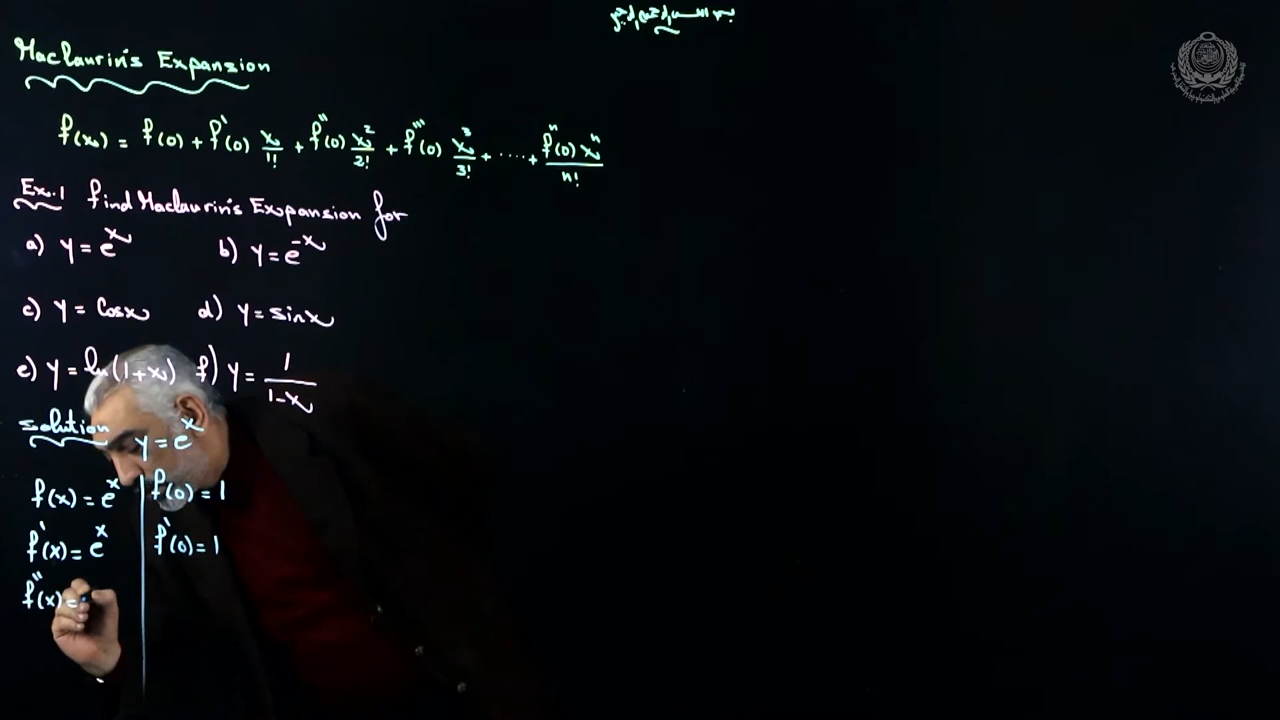 Maclaurin's Expansion
f(x) = f(0) + f'(0) x/1! + f''(0) x²/2! + f'''(0) x³/3! + ..... + fⁿ(0) xⁿ/n!
Ex.1 find Maclaurin's Expansion for
a) y = eˣ b) y = e⁻ˣ
c) y = Cosx d) y = sinx
e) y = ln(1+x) f) y = 1/1-x
solution y = eˣ
f(x) = eˣ f(0) = 1
f'(x) = eˣ f'(0) = 1
f''(x) =